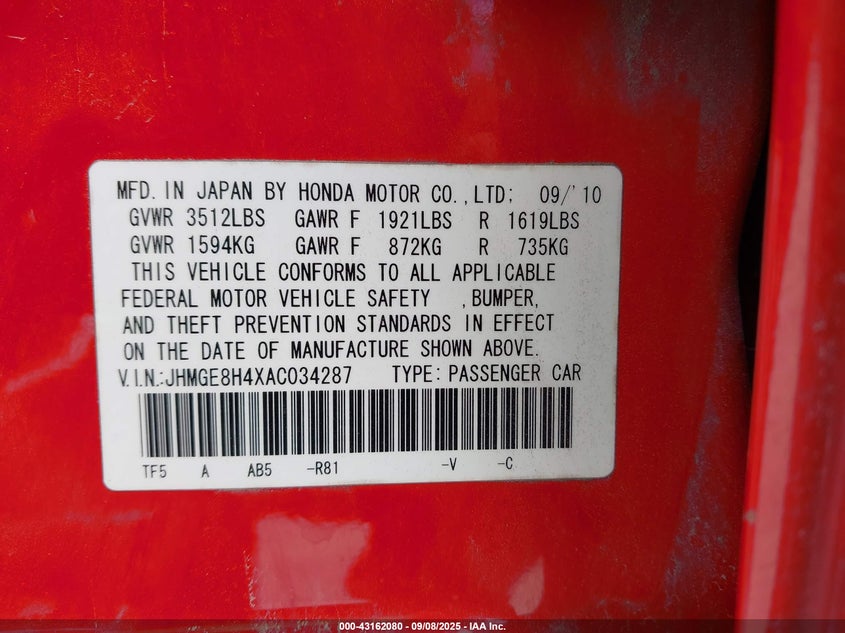 MFD. IN JAPAN BY HONDA MOTOR CO.,LTD; 09/'10
GVWR 3512LBS GAWR F 1921LBS R 1619LBS
GVWR 1594KG GAWR F 872KG R 735KG
THIS VEHICLE CONFORMS TO ALL APPLICABLE
FEDERAL MOTOR VEHICLE SAFETY ,BUMPER,
AND THEFT PREVENTION STANDARDS IN EFFECT
ON THE DATE OF MANUFACTURE SHOWN ABOVE.
V.I.N.:JHMGE8H4XAC034287 TYPE: PASSENGER CAR
TF5 A AB5 -R81 -V -C
000-43162080 - 09/08/2025 - IAA Inc.